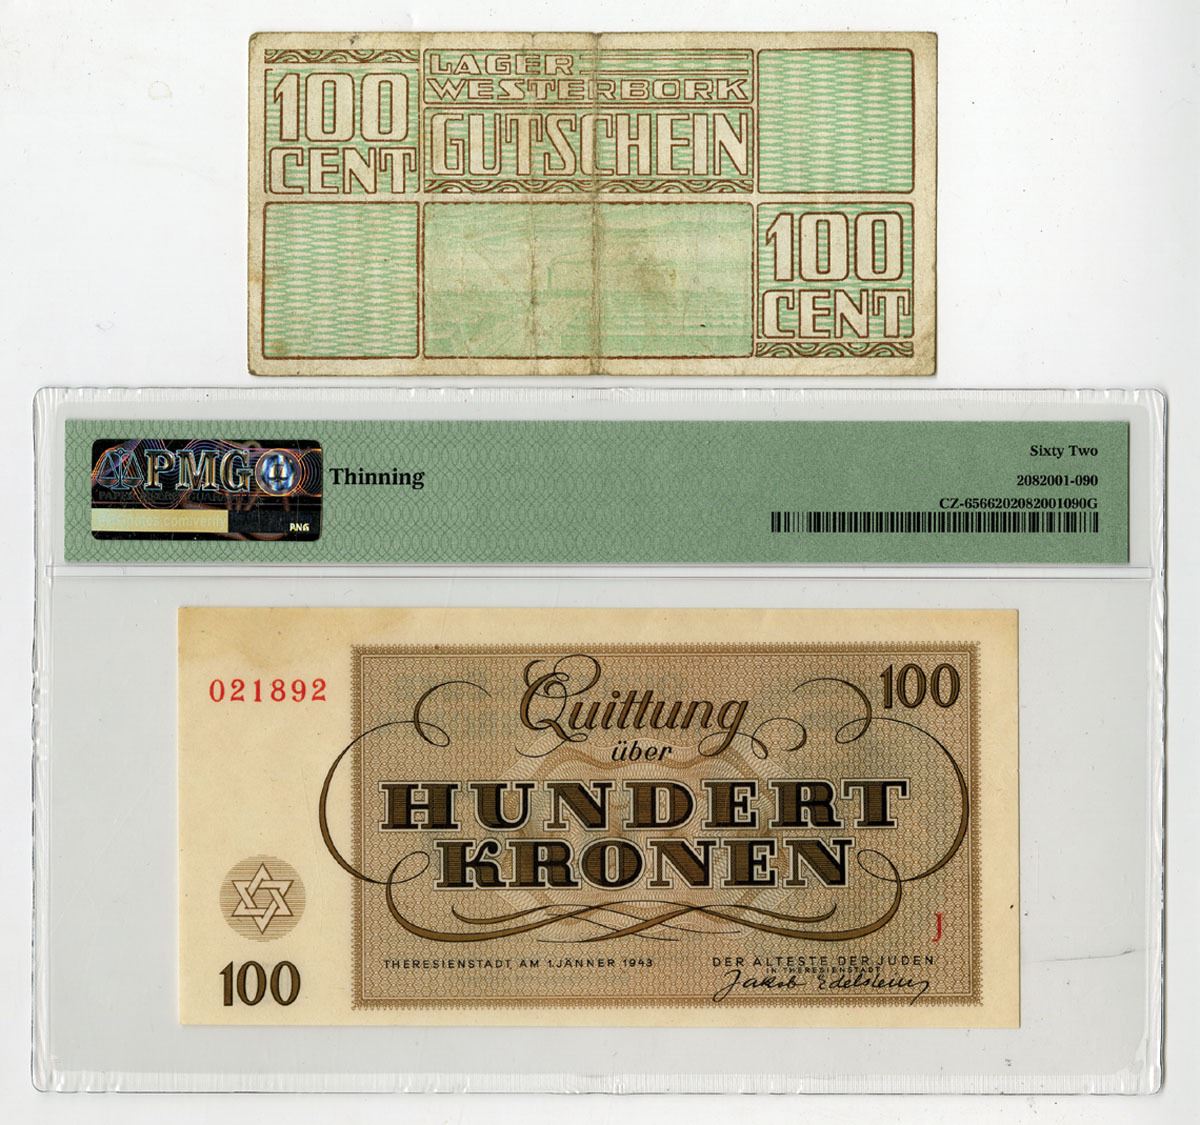 100
CENT
LAGER
WESTERBORK
GUTSCHEIN
100
CENT
PMG
Thinning
Sixty Two
2082001-090
CZ-6566202082001090G
PNG
021892
Quittung
über
HUNDERT
KRONEN
100
100
J
THERESIENSTADT AM 1. JÄNNER 1943
DER ÄLTESTE DER JUDEN
IN THERESIENSTADT
Jakob Edelstein